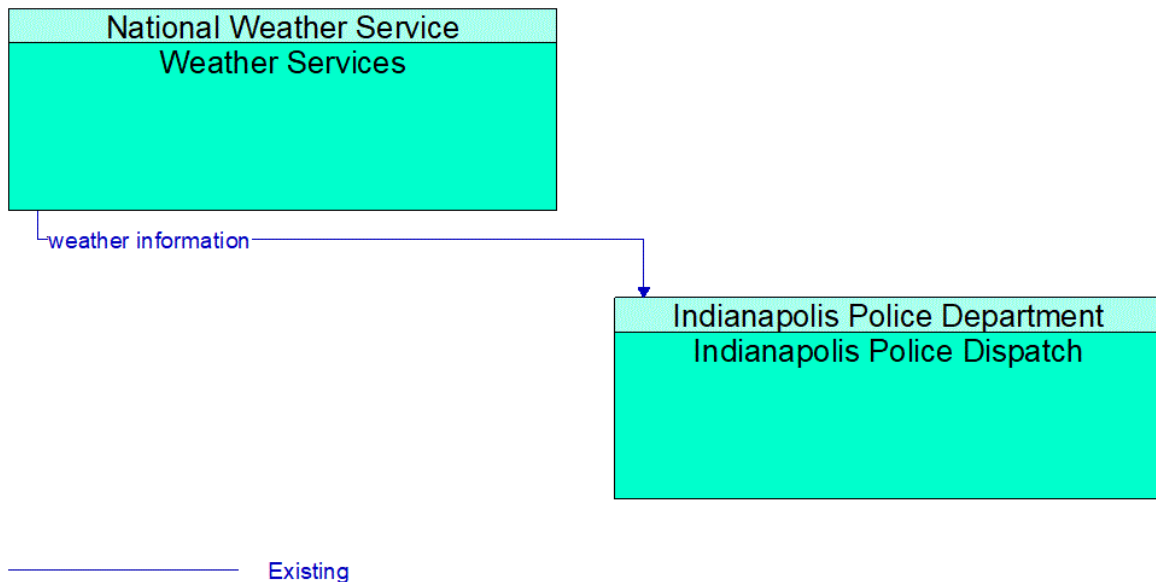 National Weather Service
Weather Services
weather information
Indianapolis Police Department
Indianapolis Police Dispatch
Existing